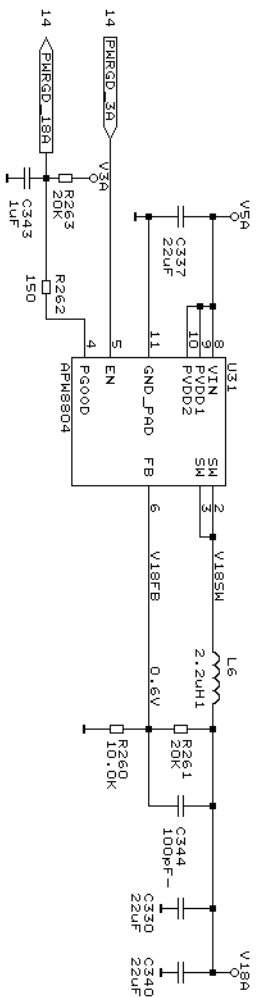 V5A
C337
22uF
V3A
R263
20K
C343
1uF
R262
150
14
PWRGD_3A
14
PWRGD_18A
U31
8
VIN
9
PVDD1
10
PVDD2
11
GND_PAD
5
EN
4
PGOOD
APW8804
SW
2
SW
3
FB
6
V18SW
V18FB
0.6V
L6
2.2uH1
R261
20K
R260
10.0K
C344
100pF-
C330
22uF
C340
22uF
V18A